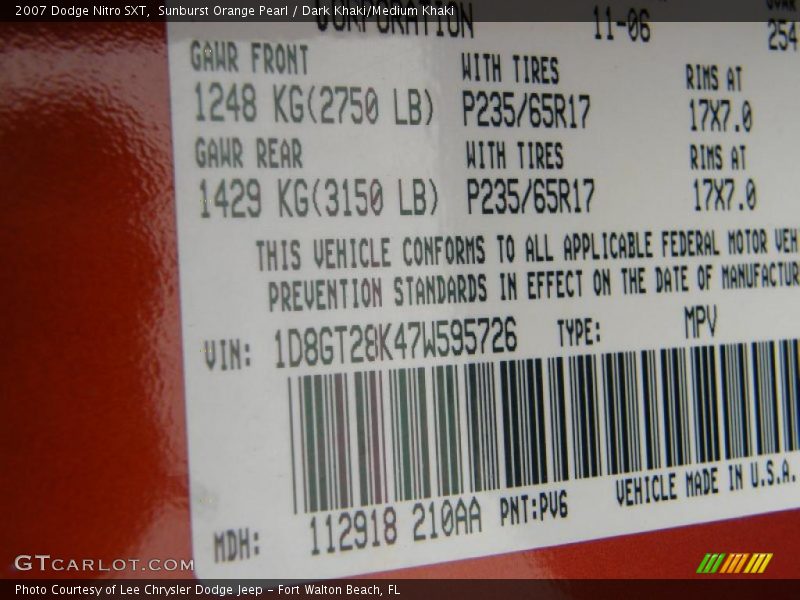 2007 Dodge Nitro SXT, Sunburst Orange Pearl / Dark Khaki/Medium Khaki
CORPORATION 11-06 254
GAWR FRONT WITH TIRES RIMS AT
1248 KG(2750 LB) P235/65R17 17X7.0
GAWR REAR WITH TIRES RIMS AT
1429 KG(3150 LB) P235/65R17 17X7.0
THIS VEHICLE CONFORMS TO ALL APPLICABLE FEDERAL MOTOR VEH
PREVENTION STANDARDS IN EFFECT ON THE DATE OF MANUFACTUR
VIN: 1D8GT28K47W595726 TYPE: MPV
MDH: 112918 210AA PNT:PV6 VEHICLE MADE IN U.S.A.
GTCARLOT.COM
Photo Courtesy of Lee Chrysler Dodge Jeep - Fort Walton Beach, FL